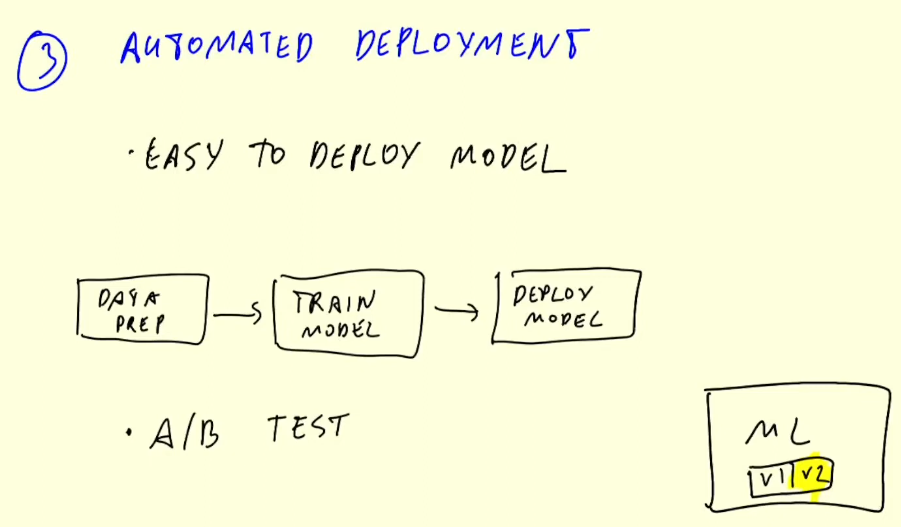 3 AUTOMATED DEPLOYMENT
· EASY TO DEPLOY MODEL
DATA
PREP
TRAIN
MODEL
DEPLOY
MODEL
· A/B TEST
ML
V1 V2